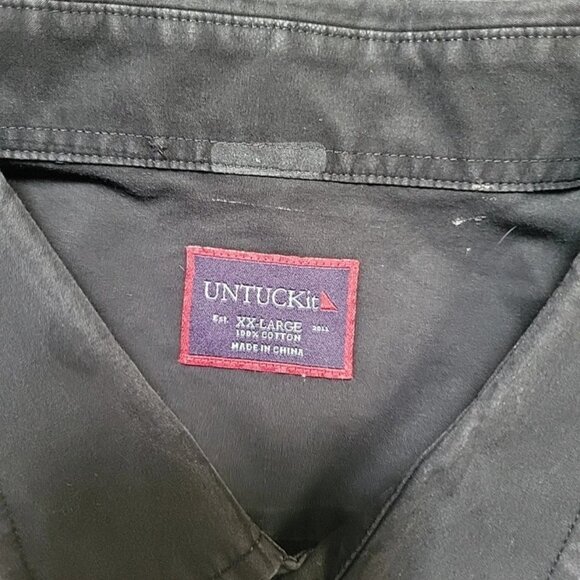 UNTUCKit
Est. XX-LARGE 2011
100% COTTON
MADE IN CHINA